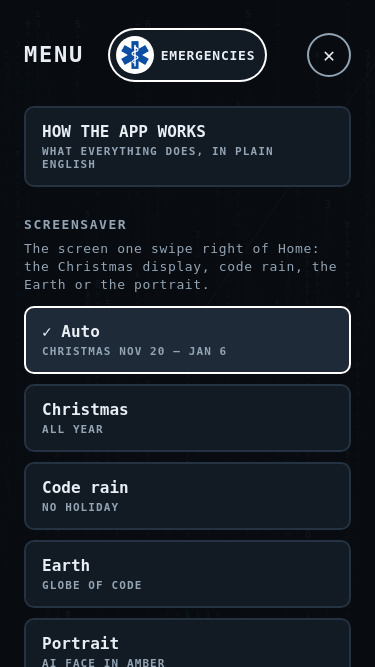 MENU
EMERGENCIES
×
HOW THE APP WORKS
WHAT EVERYTHING DOES, IN PLAIN
ENGLISH
SCREENSAVER
The screen one swipe right of Home:
the Christmas display, code rain, the
Earth or the portrait.
✓ Auto
CHRISTMAS NOV 20 – JAN 6
Christmas
ALL YEAR
Code rain
NO HOLIDAY
Earth
GLOBE OF CODE
Portrait
AI FACE IN AMBER